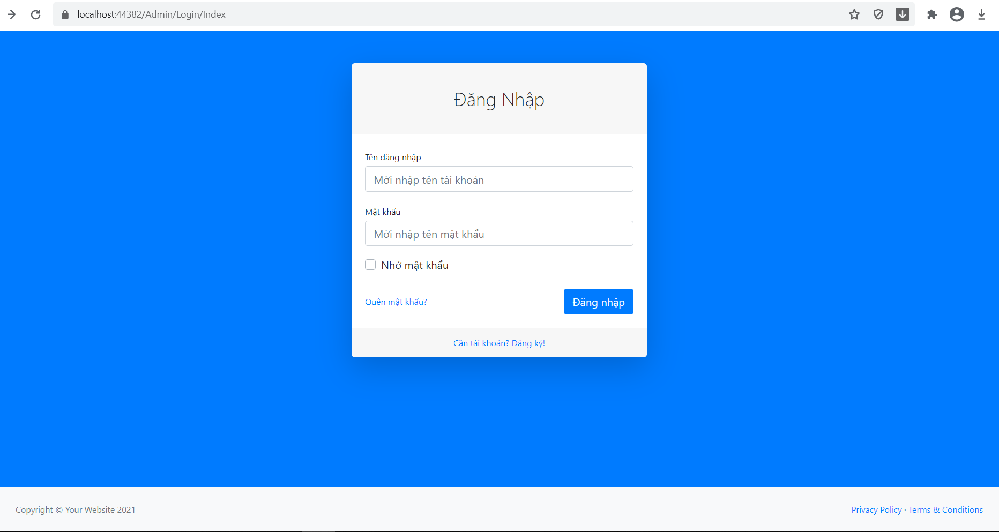 localhost:44382/Admin/Login/Index
Đăng Nhập
Tên đăng nhập
Mời nhập tên tài khoản
Mật khẩu
Mời nhập tên mật khẩu
Nhớ mật khẩu
Quên mật khẩu?
Đăng nhập
Cần tài khoản? Đăng ký!
Copyright © Your Website 2021
Privacy Policy · Terms & Conditions